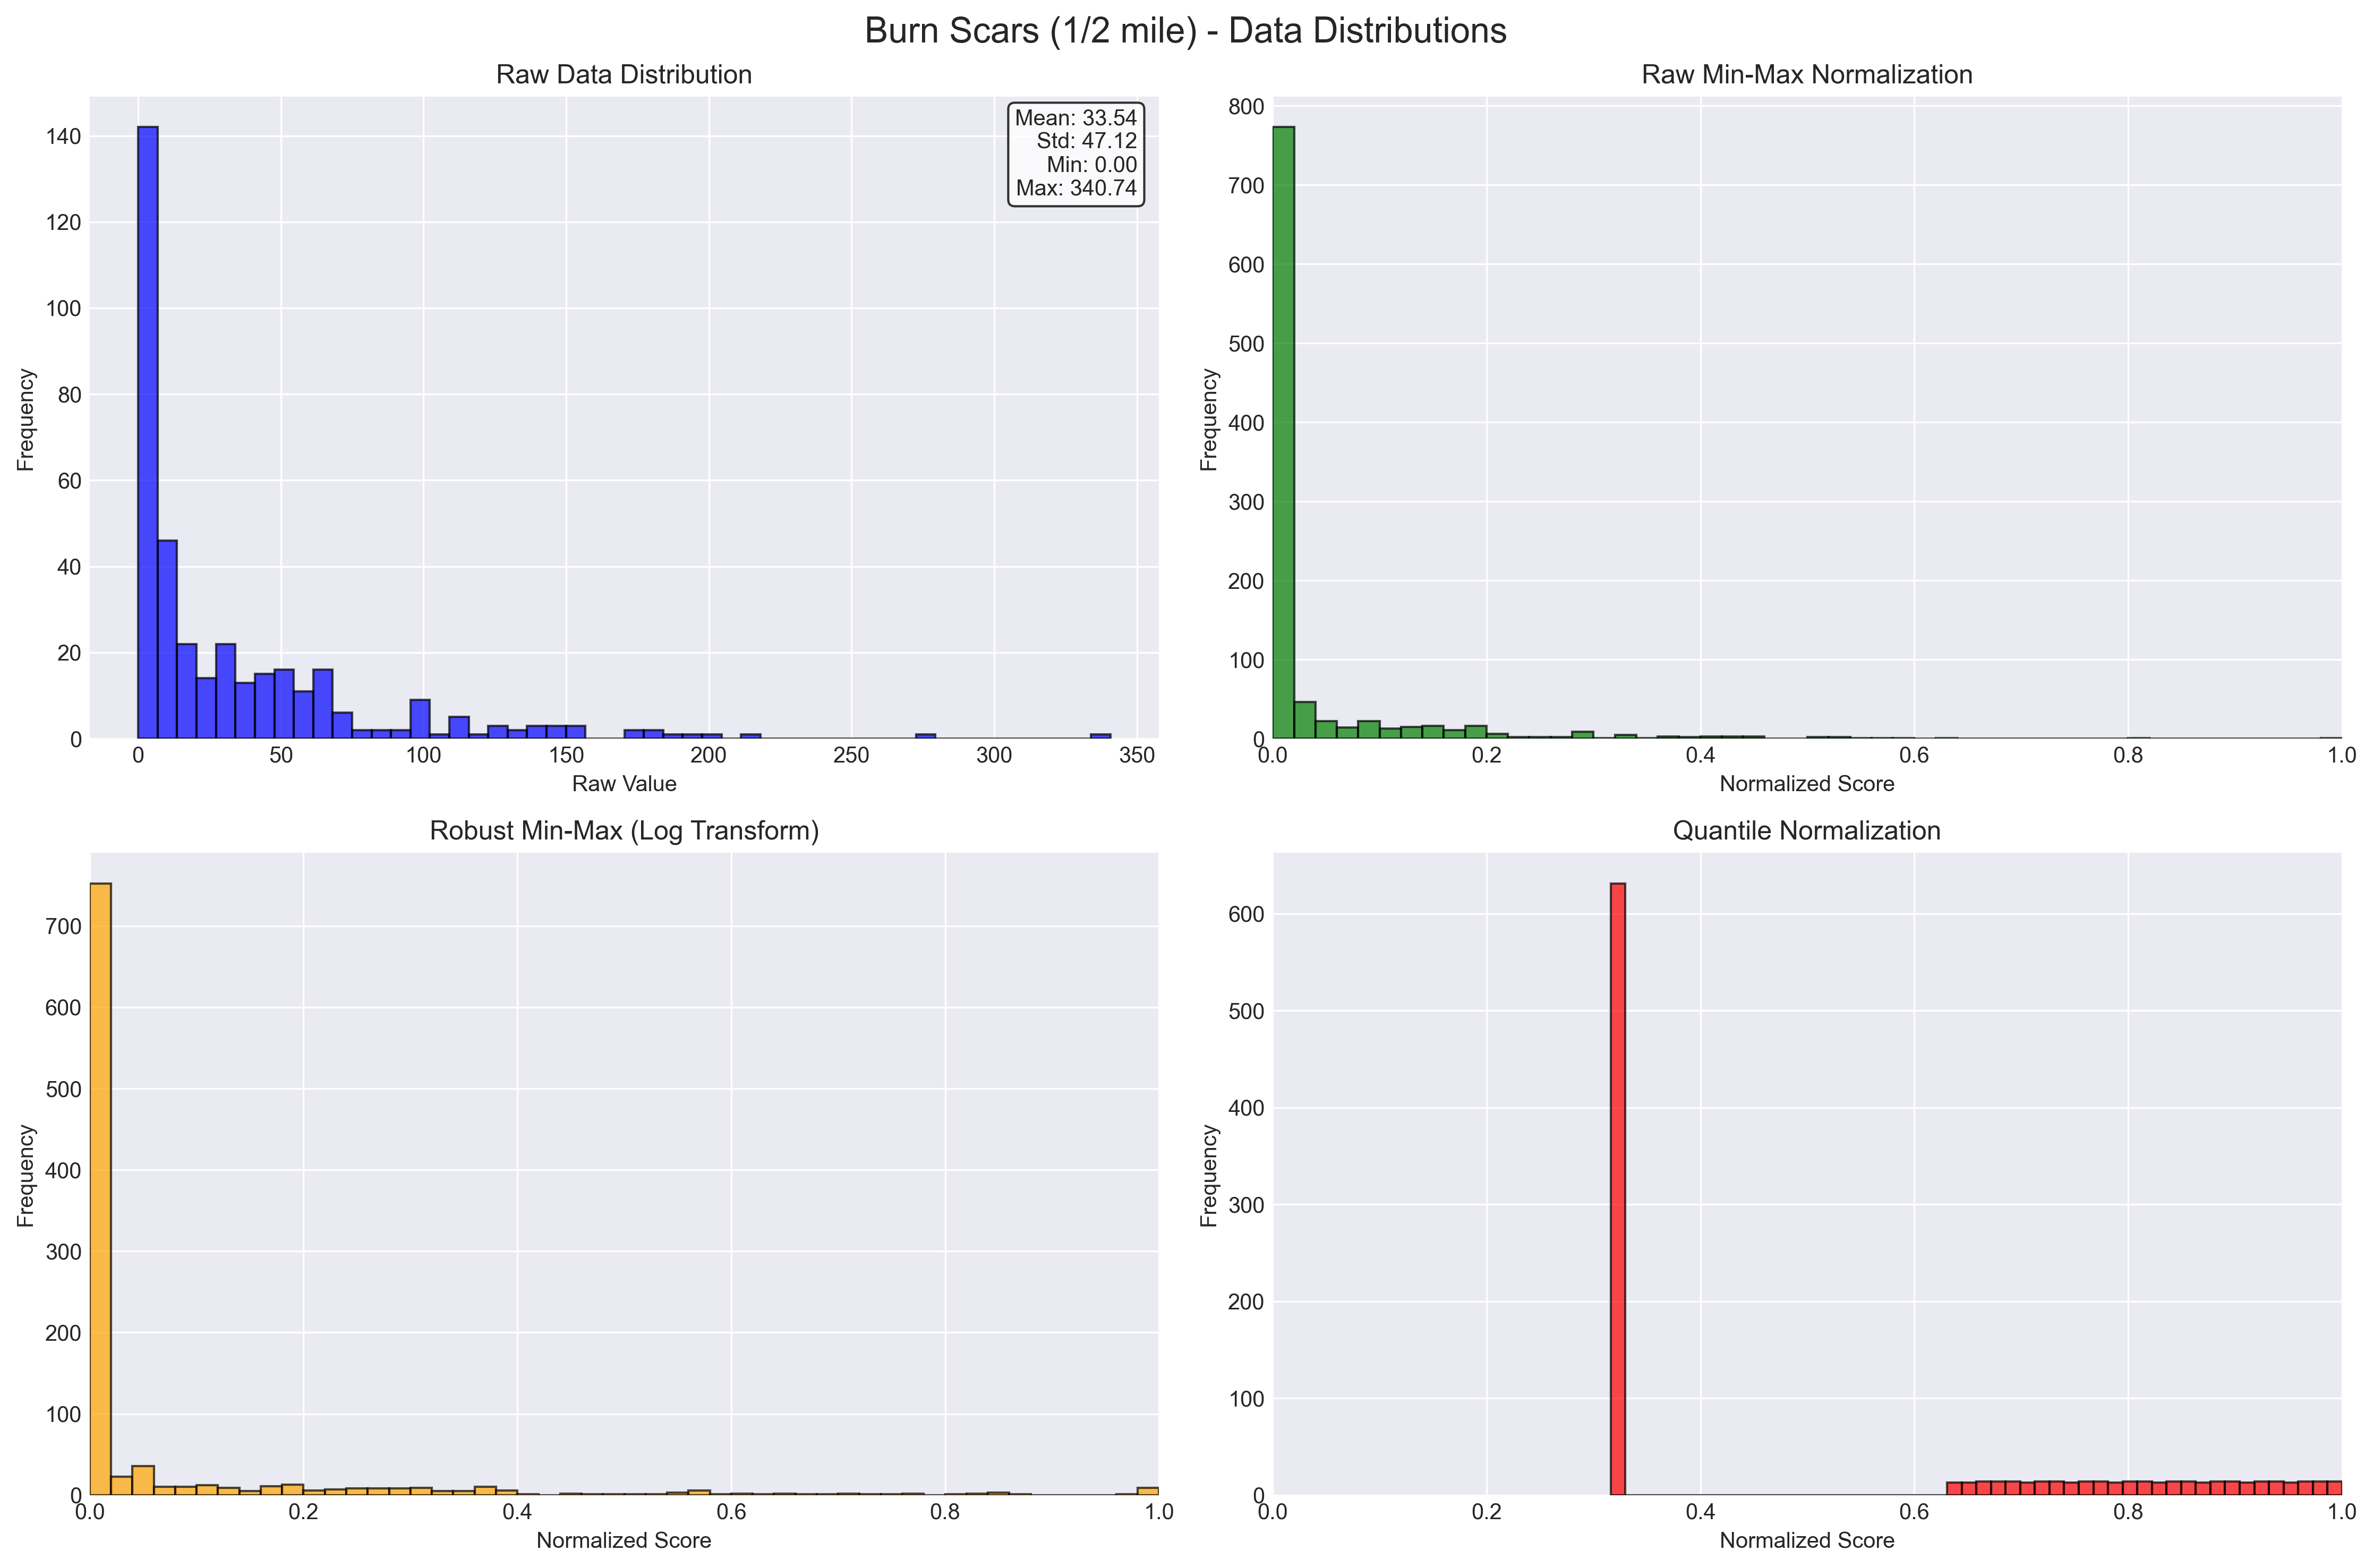 Burn Scars (1/2 mile) - Data Distributions
Raw Data Distribution
Mean: 33.54
Std: 47.12
Min: 0.00
Max: 340.74
140
120
100
80
60
40
20
0
Frequency
0 50 100 150 200 250 300 350
Raw Value
Raw Min-Max Normalization
800
700
600
500
400
300
200
100
0
Frequency
0.0 0.2 0.4 0.6 0.8 1.0
Normalized Score
Robust Min-Max (Log Transform)
700
600
500
400
300
200
100
0
Frequency
0.0 0.2 0.4 0.6 0.8 1.0
Normalized Score
Quantile Normalization
600
500
400
300
200
100
0
Frequency
0.0 0.2 0.4 0.6 0.8 1.0
Normalized Score